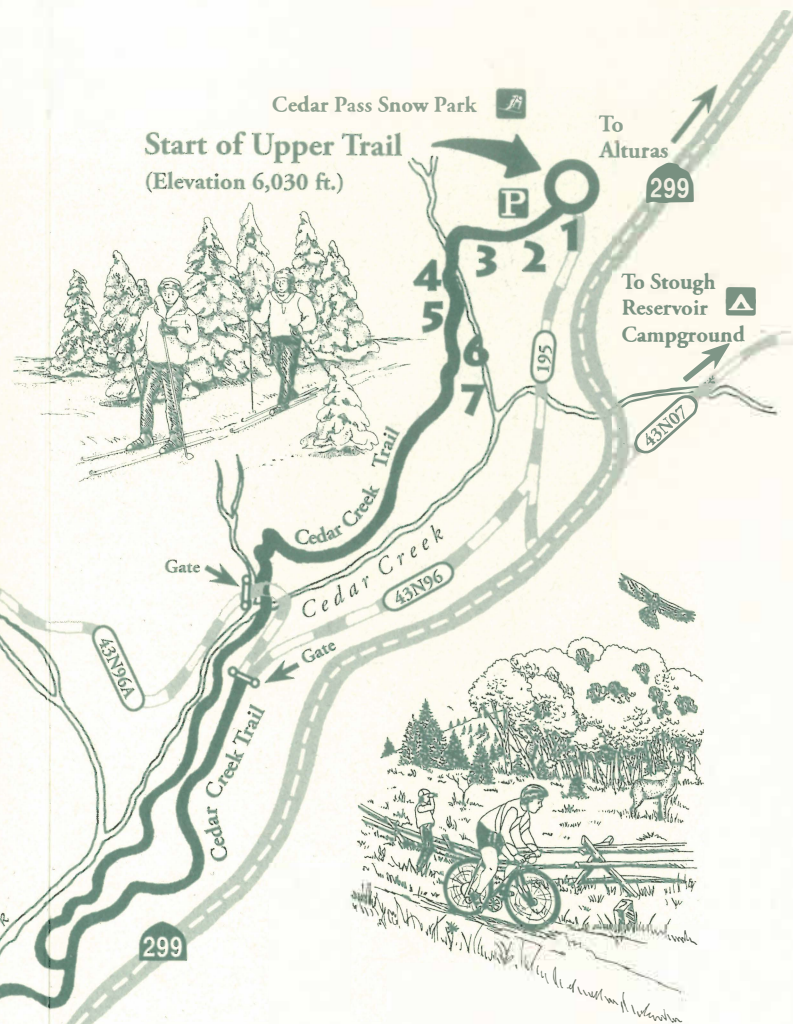 Cedar Pass Snow Park
Start of Upper Trail
(Elevation 6,030 ft.)
To
Alturas
299
P
1
2
3
4
5
6
7
To Stough
Reservoir
Campground
195
43N07
Cedar Creek Trail
Cedar Creek
Gate
43N96
Gate
43N96A
Cedar Creek Trail
299
R